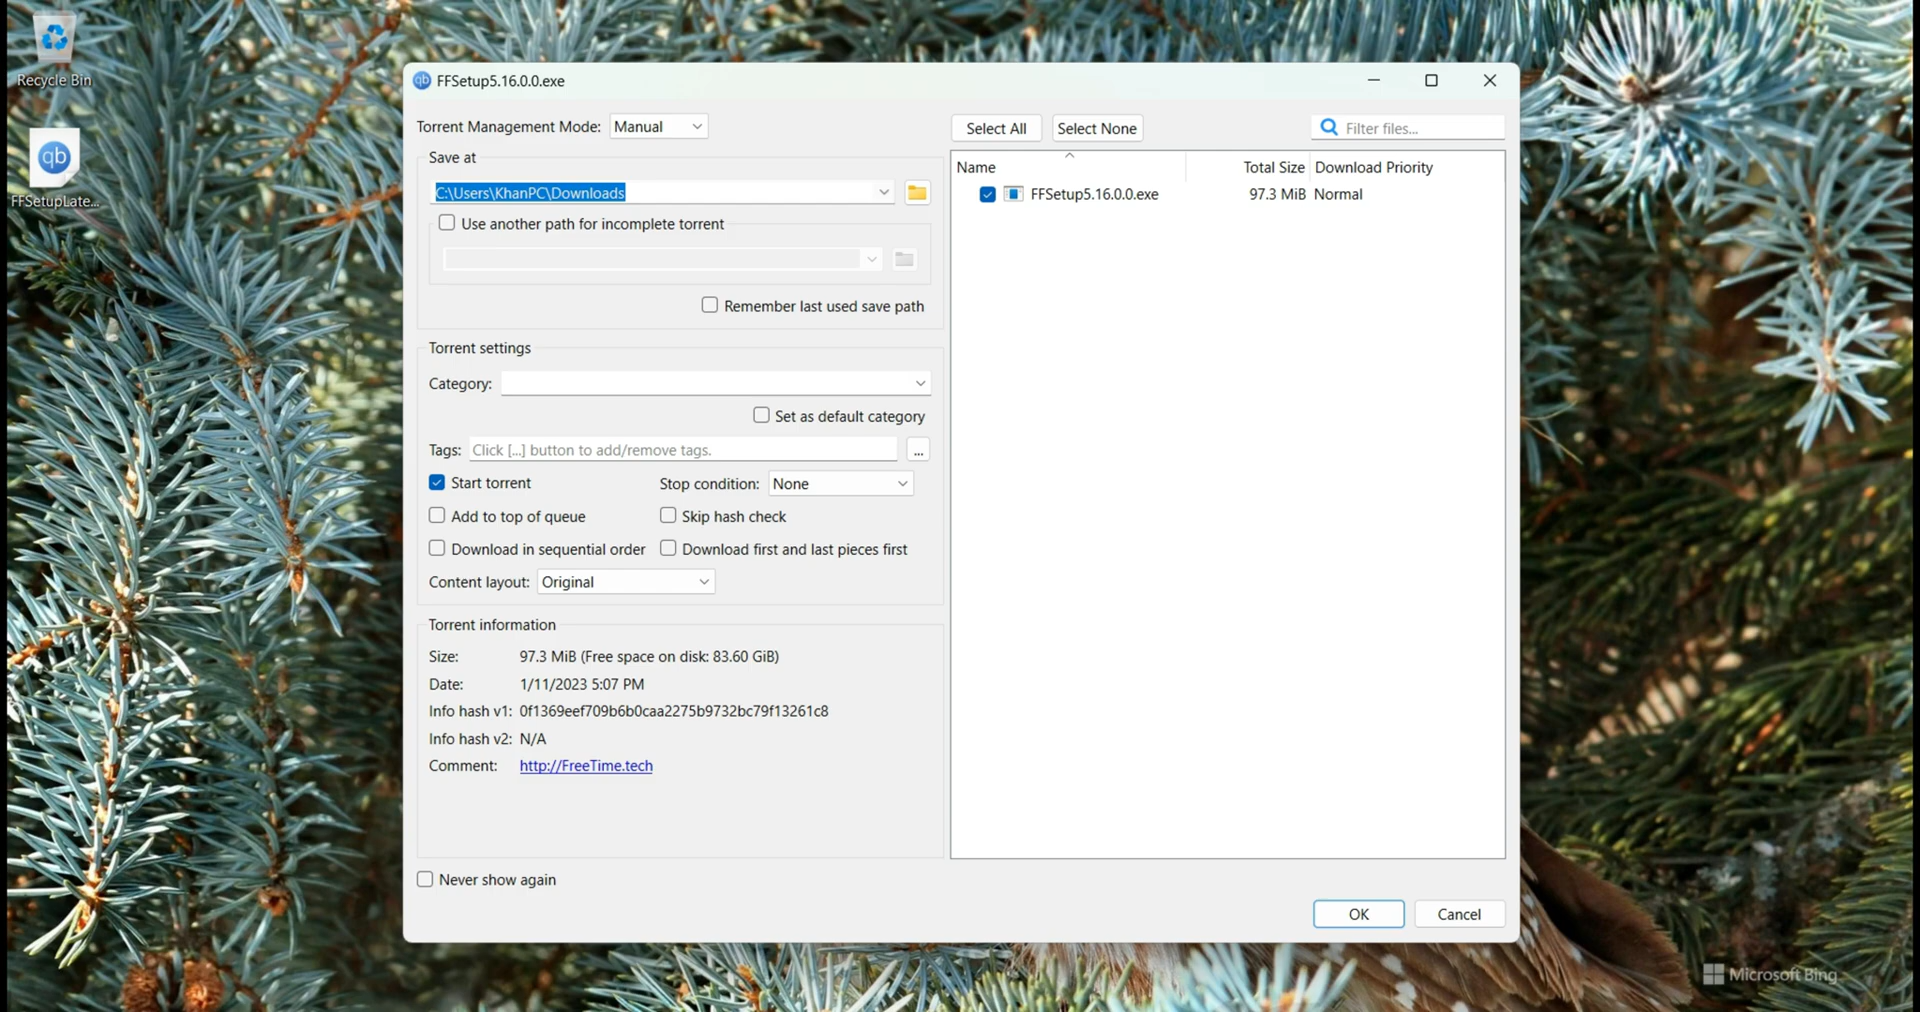 Recycle Bin
qb
FFSetupLate...
qb FFSetup5.16.0.0.exe
Torrent Management Mode: Manual
Save at
C:\Users\KhanPC\Downloads
Use another path for incomplete torrent
Remember last used save path
Torrent settings
Category:
Set as default category
Tags: Click [...] button to add/remove tags. ...
Start torrent Stop condition: None
Add to top of queue Skip hash check
Download in sequential order Download first and last pieces first
Content layout: Original
Torrent information
Size: 97.3 MiB (Free space on disk: 83.60 GiB)
Date: 1/11/2023 5:07 PM
Info hash v1: 0f1369eef709b6b0caa2275b9732bc79f13261c8
Info hash v2: N/A
Comment: http://FreeTime.tech
Never show again
Select All Select None Filter files...
Name Total Size Download Priority
FFSetup5.16.0.0.exe 97.3 MiB Normal
OK Cancel
Microsoft Bing